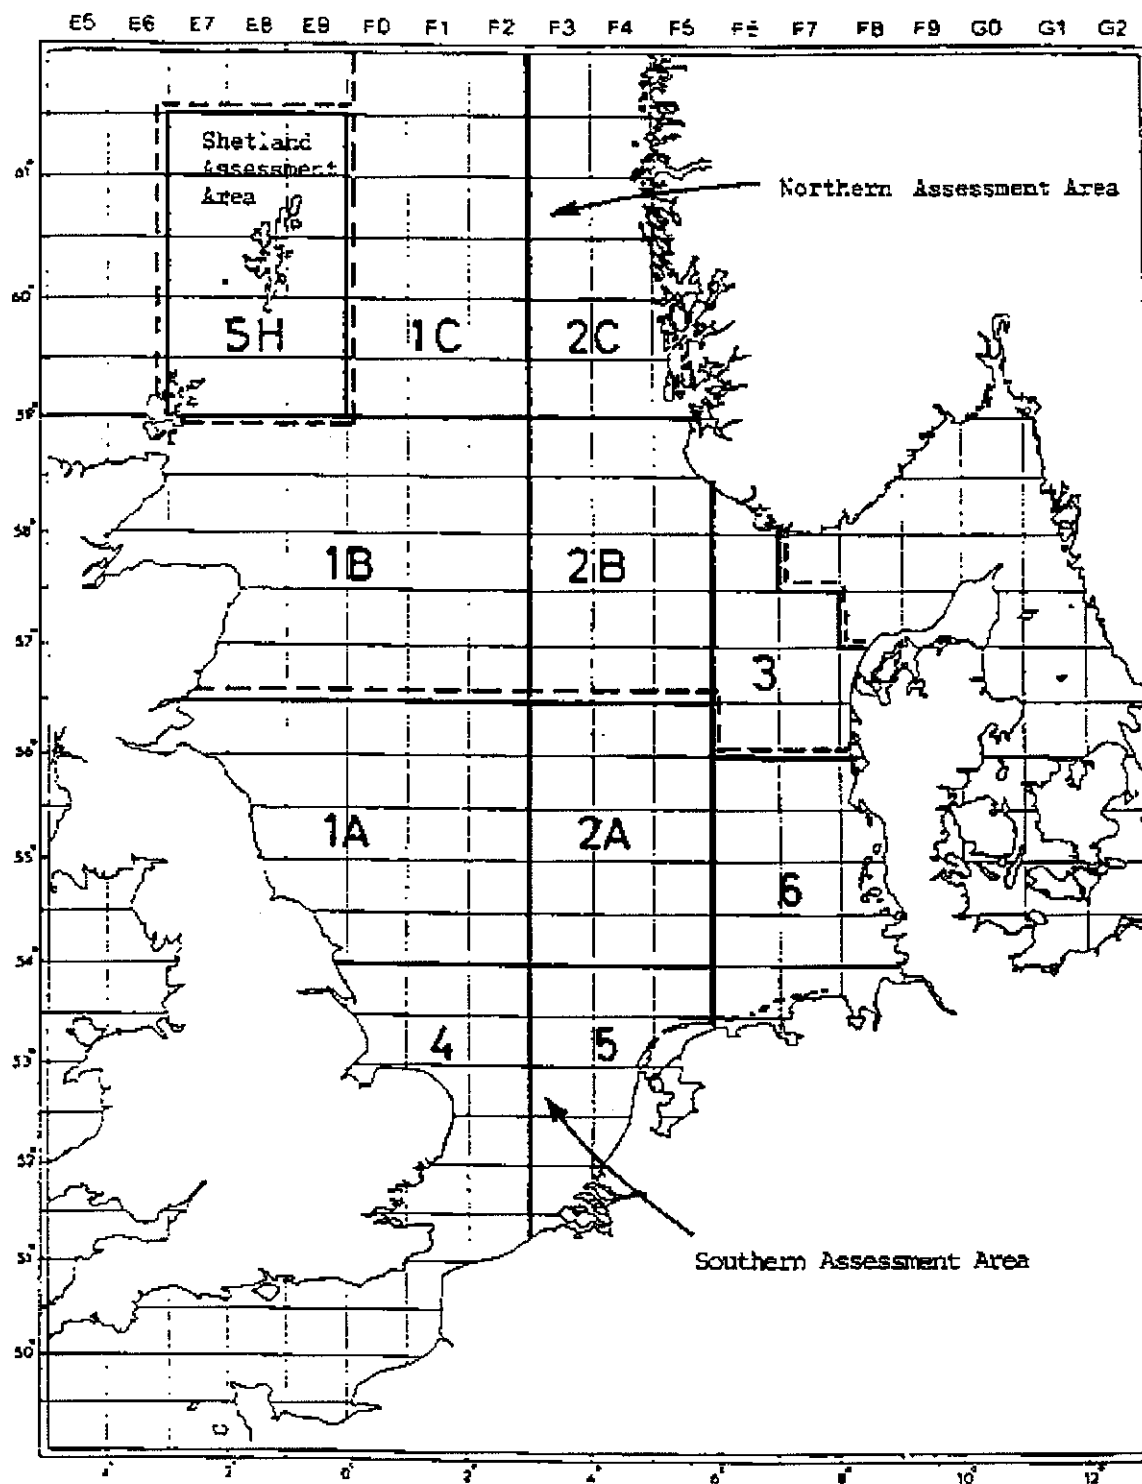 E5 E6 E7 E8 E9 F0 F1 F2 F3 F4 F5 F6 F7 F8 F9 G0 G1 G2
Shetland
Assessment
Area
61°
Northern Assessment Area
60°
5H 1C 2C
59°
58°
1B 2B
57°
3
56°
1A 2A
55°
6
54°
4 5
53°
52°
51°
Southern Assessment Area
50°
4° 2° 0° 2° 4° 6° 8° 10° 12°